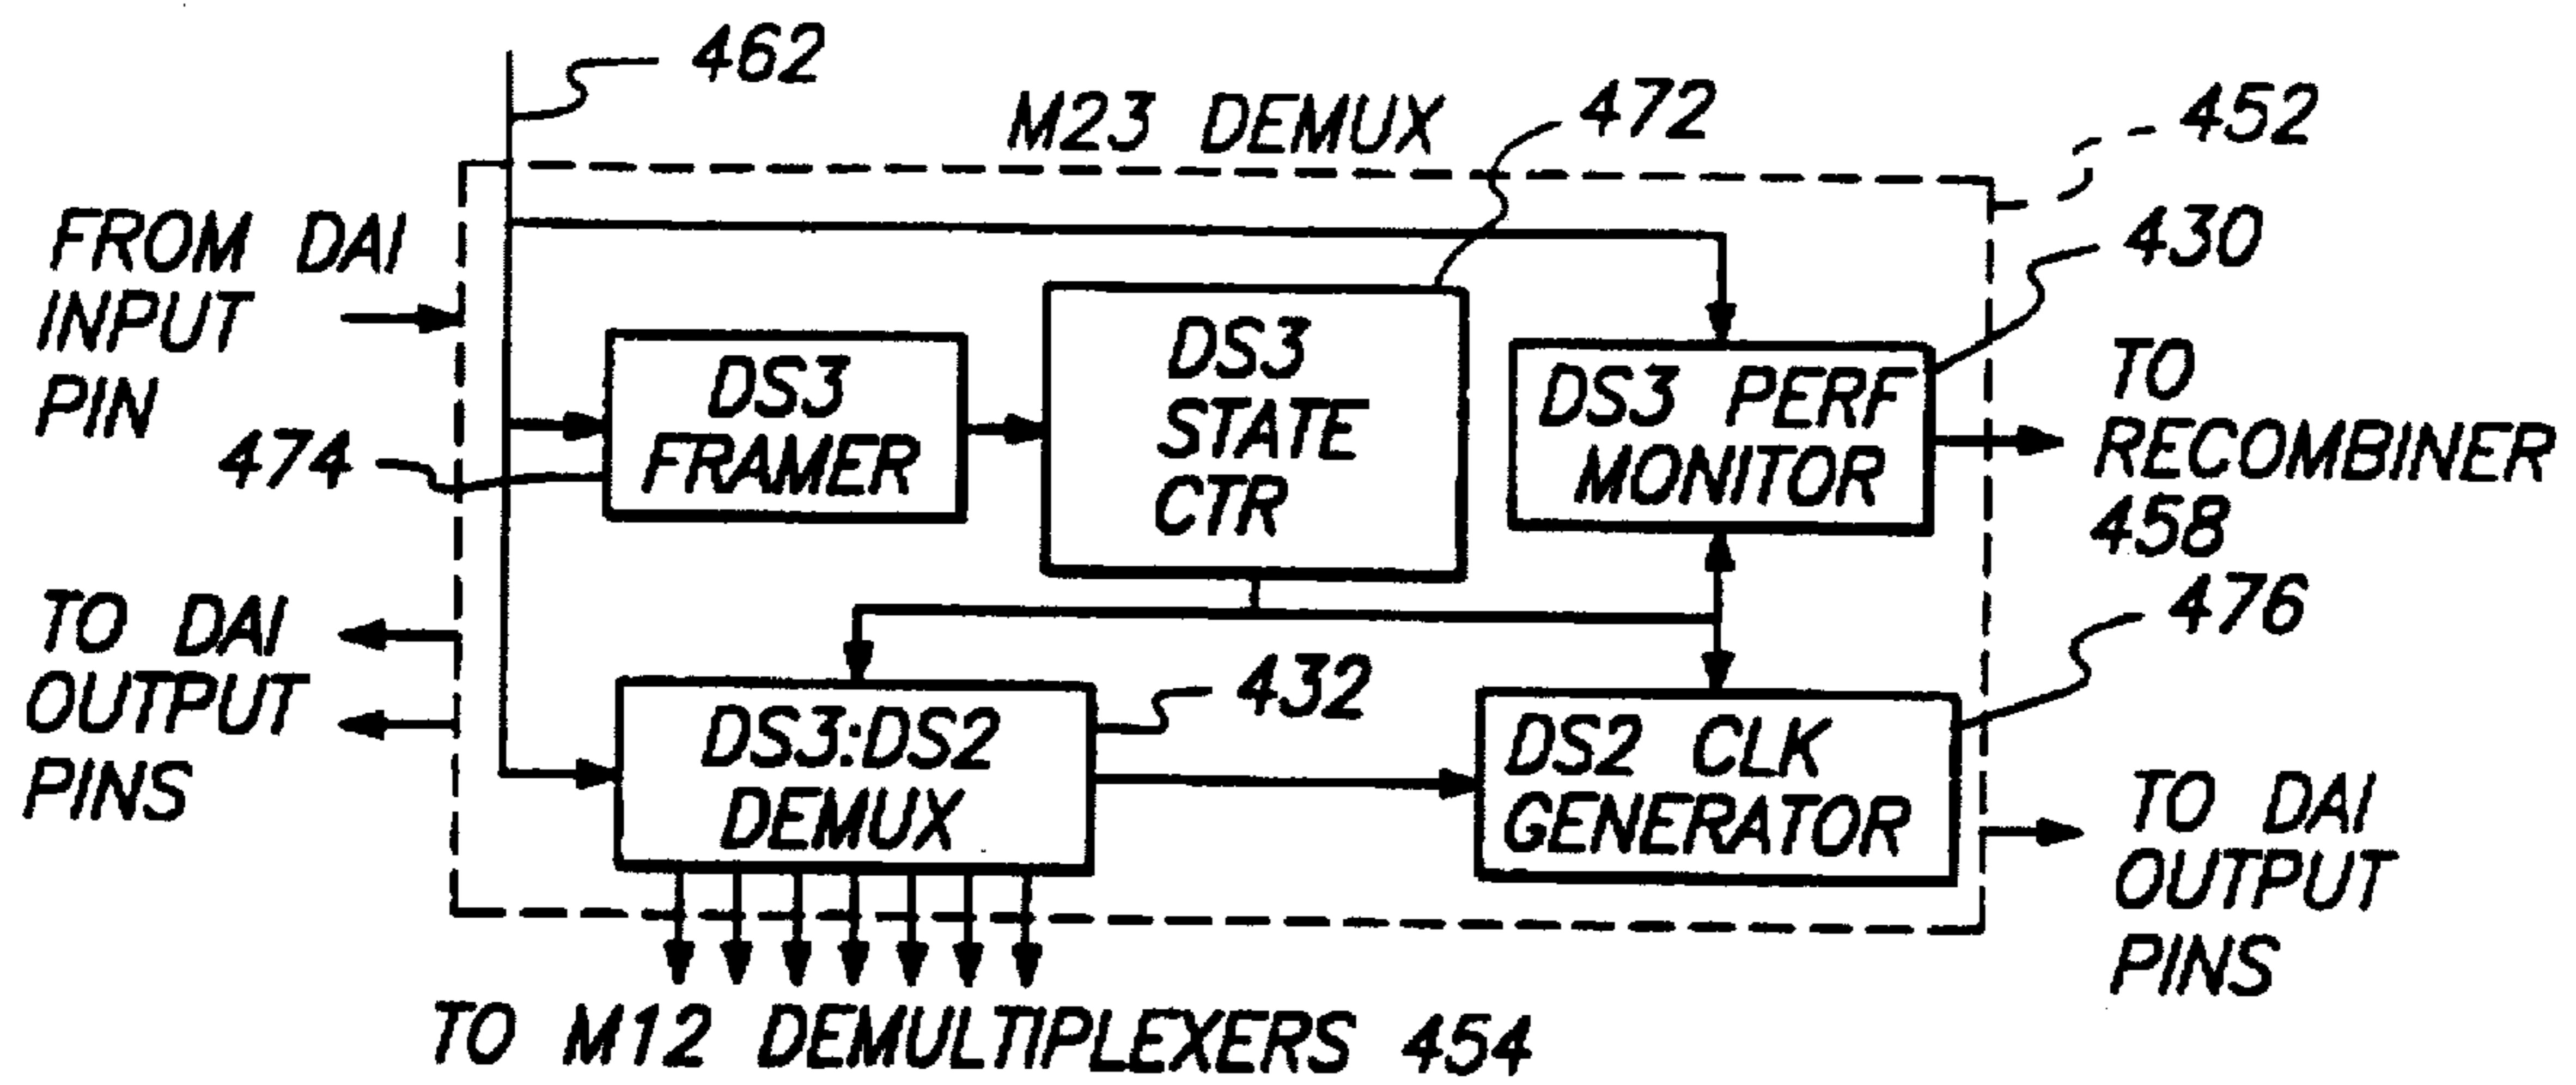 462
M23 DEMUX
472
452
FROM DAI
INPUT
PIN
430
DS3
FRAMER
474
DS3
STATE
CTR
DS3 PERF
MONITOR
TO
RECOMBINER
458
TO DAI
OUTPUT
PINS
432
476
DS3:DS2
DEMUX
DS2 CLK
GENERATOR
TO DAI
OUTPUT
PINS
TO M12 DEMULTIPLEXERS 454